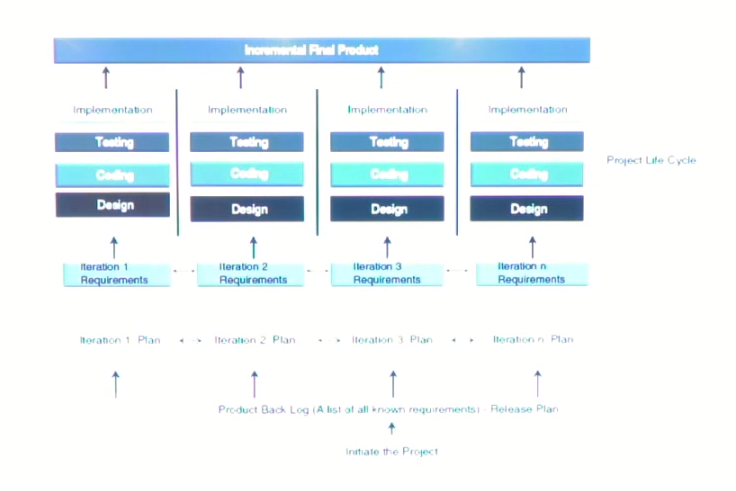 Incremental Final Product
Implementation Implementation Implementation Implementation
Testing Testing Testing Testing
Project Life Cycle
Coding Coding Coding Coding
Design Design Design Design
Iteration 1 Iteration 2 Iteration 3 Iteration n
Requirements Requirements Requirements Requirements
Iteration 1 Plan Iteration 2 Plan Iteration 3 Plan Iteration n Plan
Product Back Log (A list of all known requirements) - Release Plan
Initiate the Project